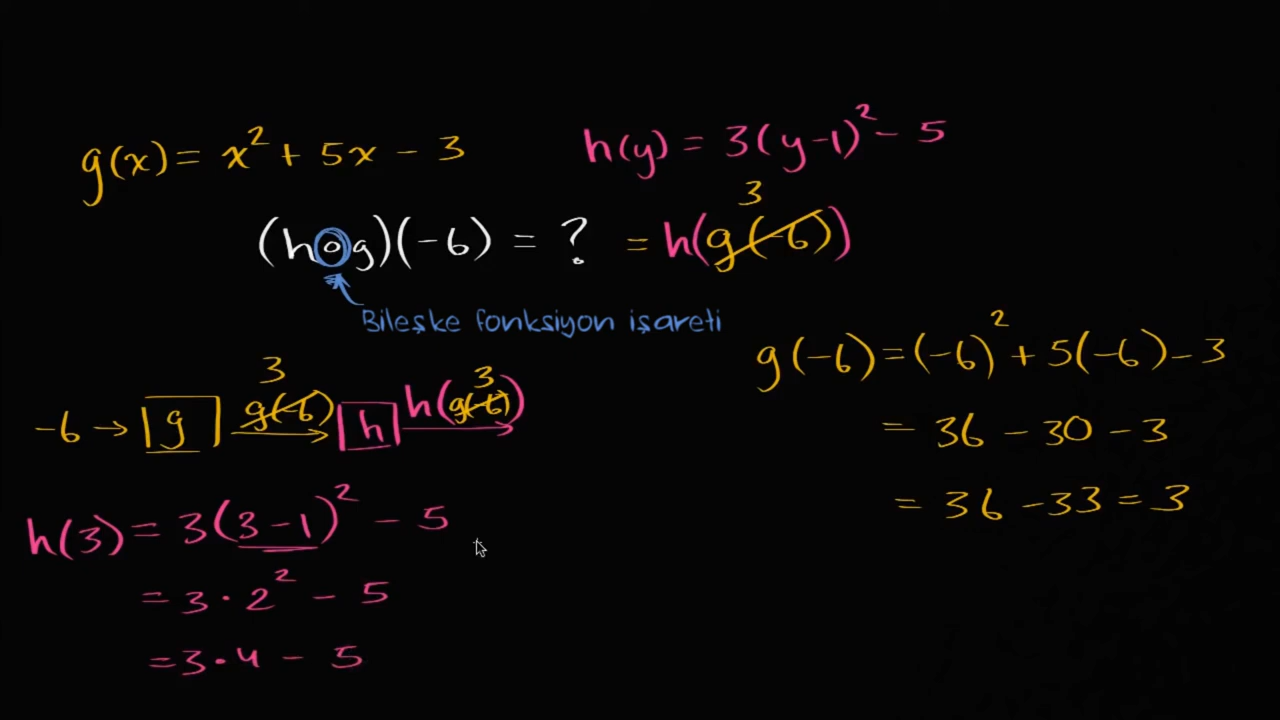 g(x) = x² + 5x - 3
h(y) = 3(y-1)² - 5
(hog)(-6) = ? = h(g(-6))
3
Bileşke fonksiyon işareti
g(-6) = (-6)² + 5(-6) - 3
= 36 - 30 - 3
= 36 - 33 = 3
3
3
-6 → g g(-6) h h(g(-6))
h(3) = 3(3-1)² - 5
= 3·2² - 5
= 3·4 - 5